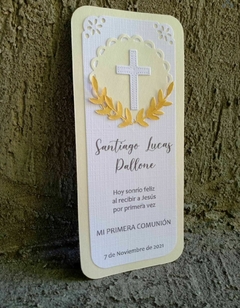 Santiago Lucas
Pallone
Hoy sonrío feliz
al recibir a Jesús
por primera vez
MI PRIMERA COMUNIÓN
7 de Noviembre de 2021